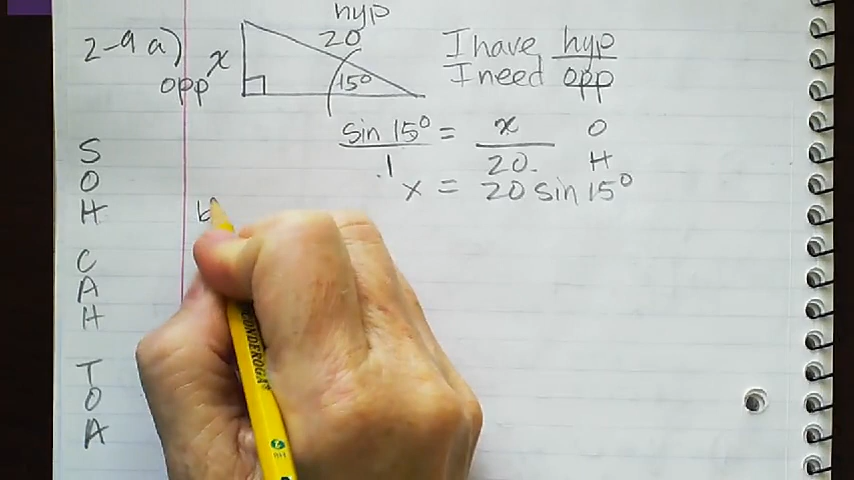 hyp
2-9 a) x 20
opp 15°
I have hyp
I need opp
sin 15° = x O
1 20 H
x = 20 sin 15°
S
O
H
b
C
A
H
T
O
A